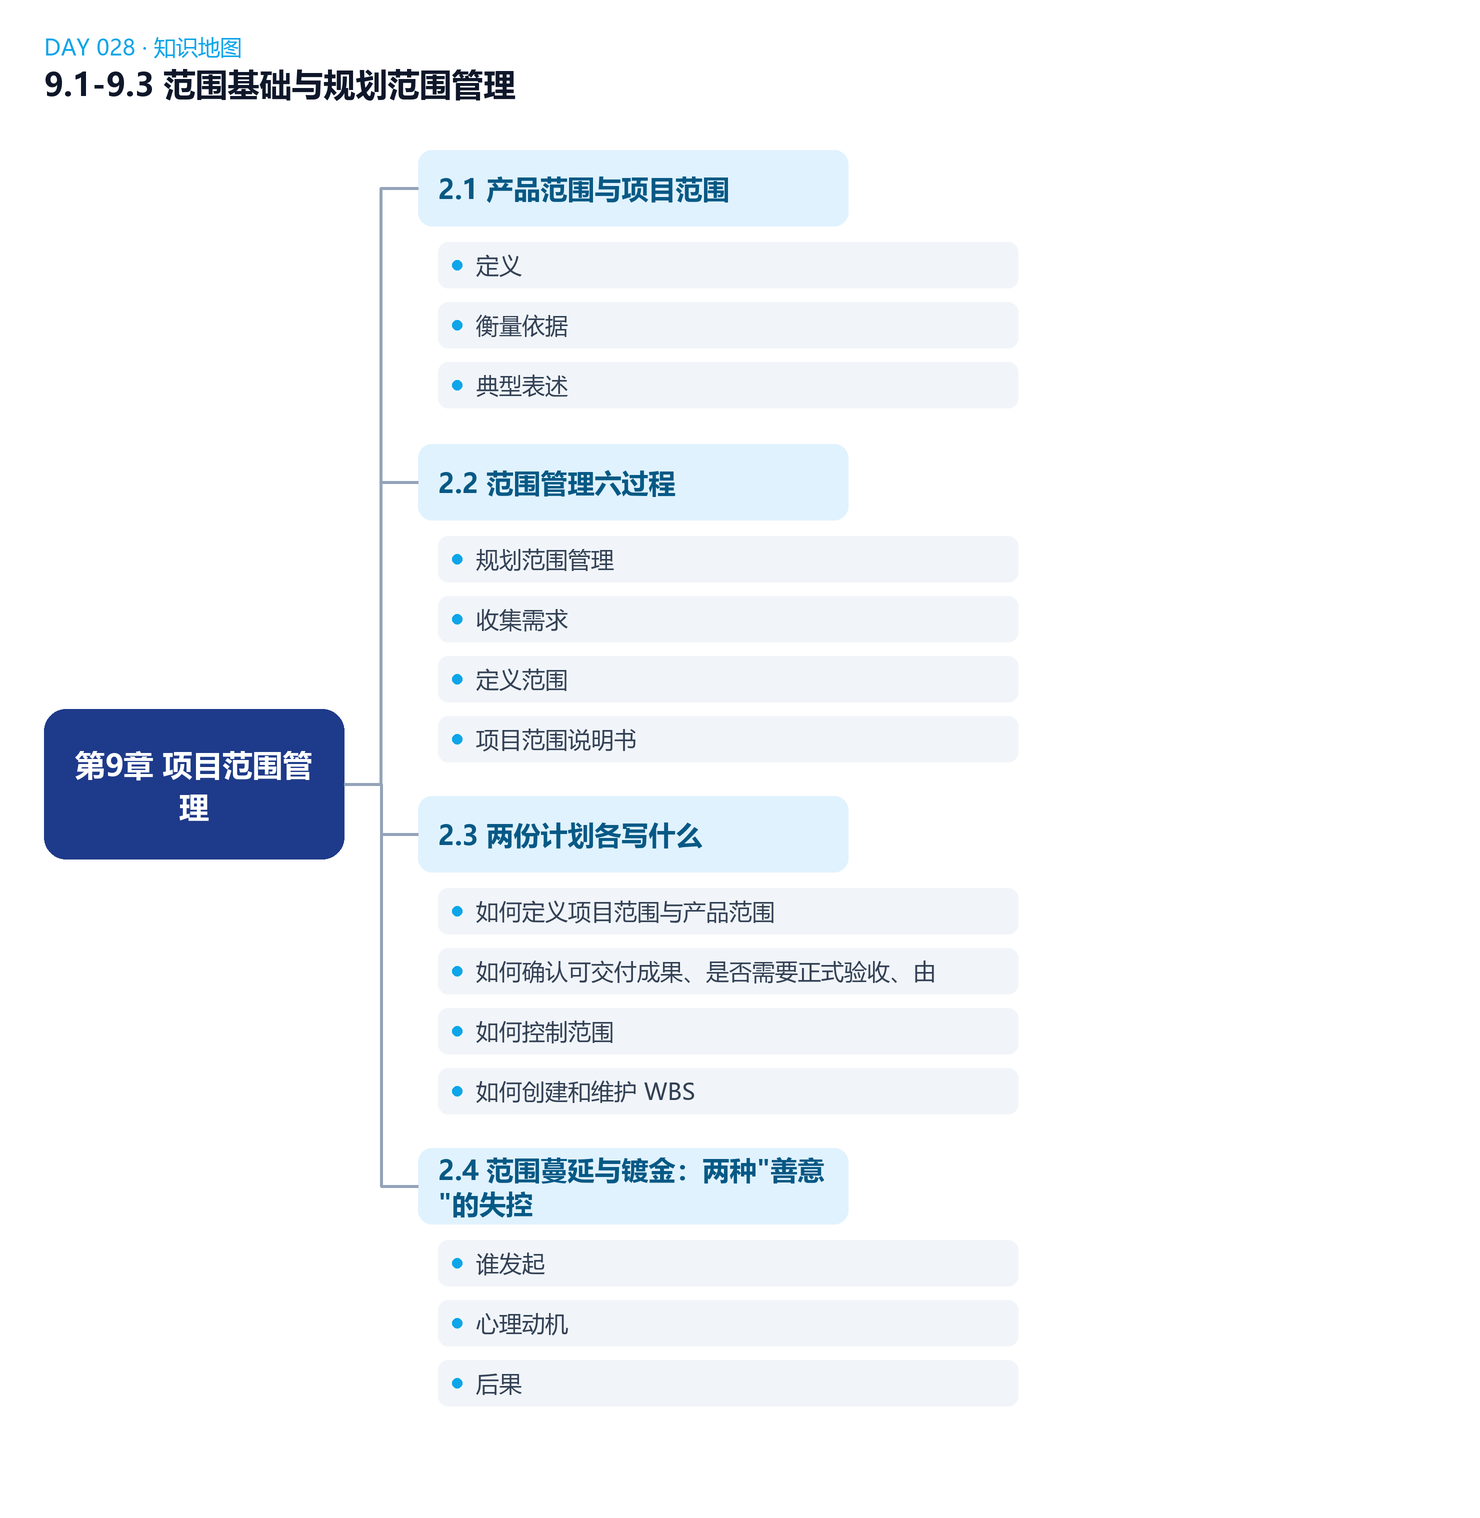 DAY 028 · 知识地图
9.1-9.3 范围基础与规划范围管理
2.1 产品范围与项目范围
定义
衡量依据
典型表述
2.2 范围管理六过程
规划范围管理
收集需求
定义范围
项目范围说明书
第9章 项目范围管
理
2.3 两份计划各写什么
如何定义项目范围与产品范围
如何确认可交付成果、是否需要正式验收、由
如何控制范围
如何创建和维护 WBS
2.4 范围蔓延与镀金：两种"善意
"的失控
谁发起
心理动机
后果